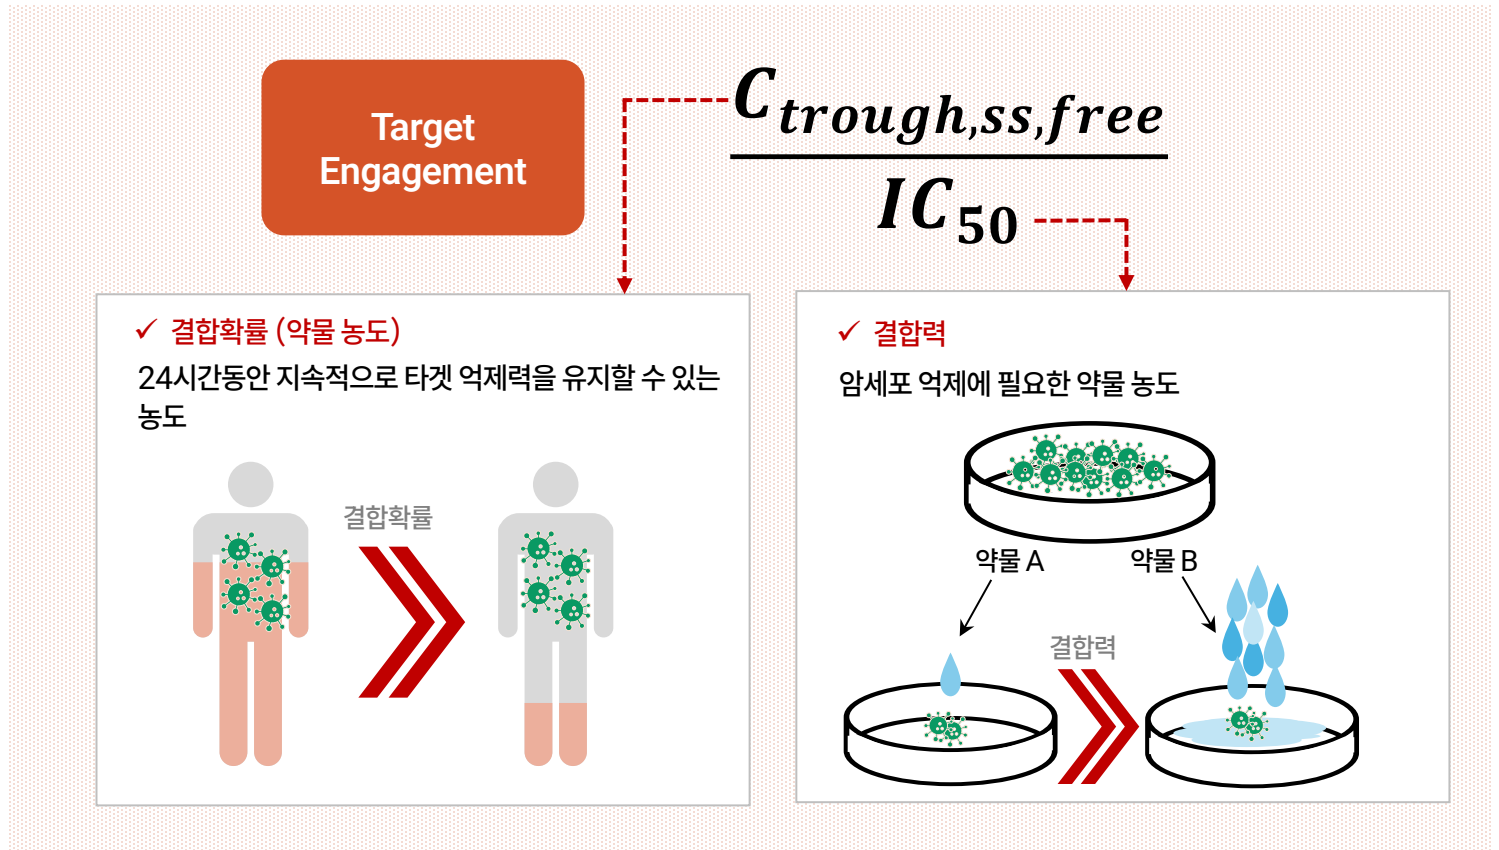 Target
Engagement
C trough,ss,free
IC50
✓ 결합확률 (약물 농도)
24시간동안 지속적으로 타겟 억제력을 유지할 수 있는
농도
결합확률
✓ 결합력
암세포 억제에 필요한 약물 농도
약물 A
약물 B
결합력